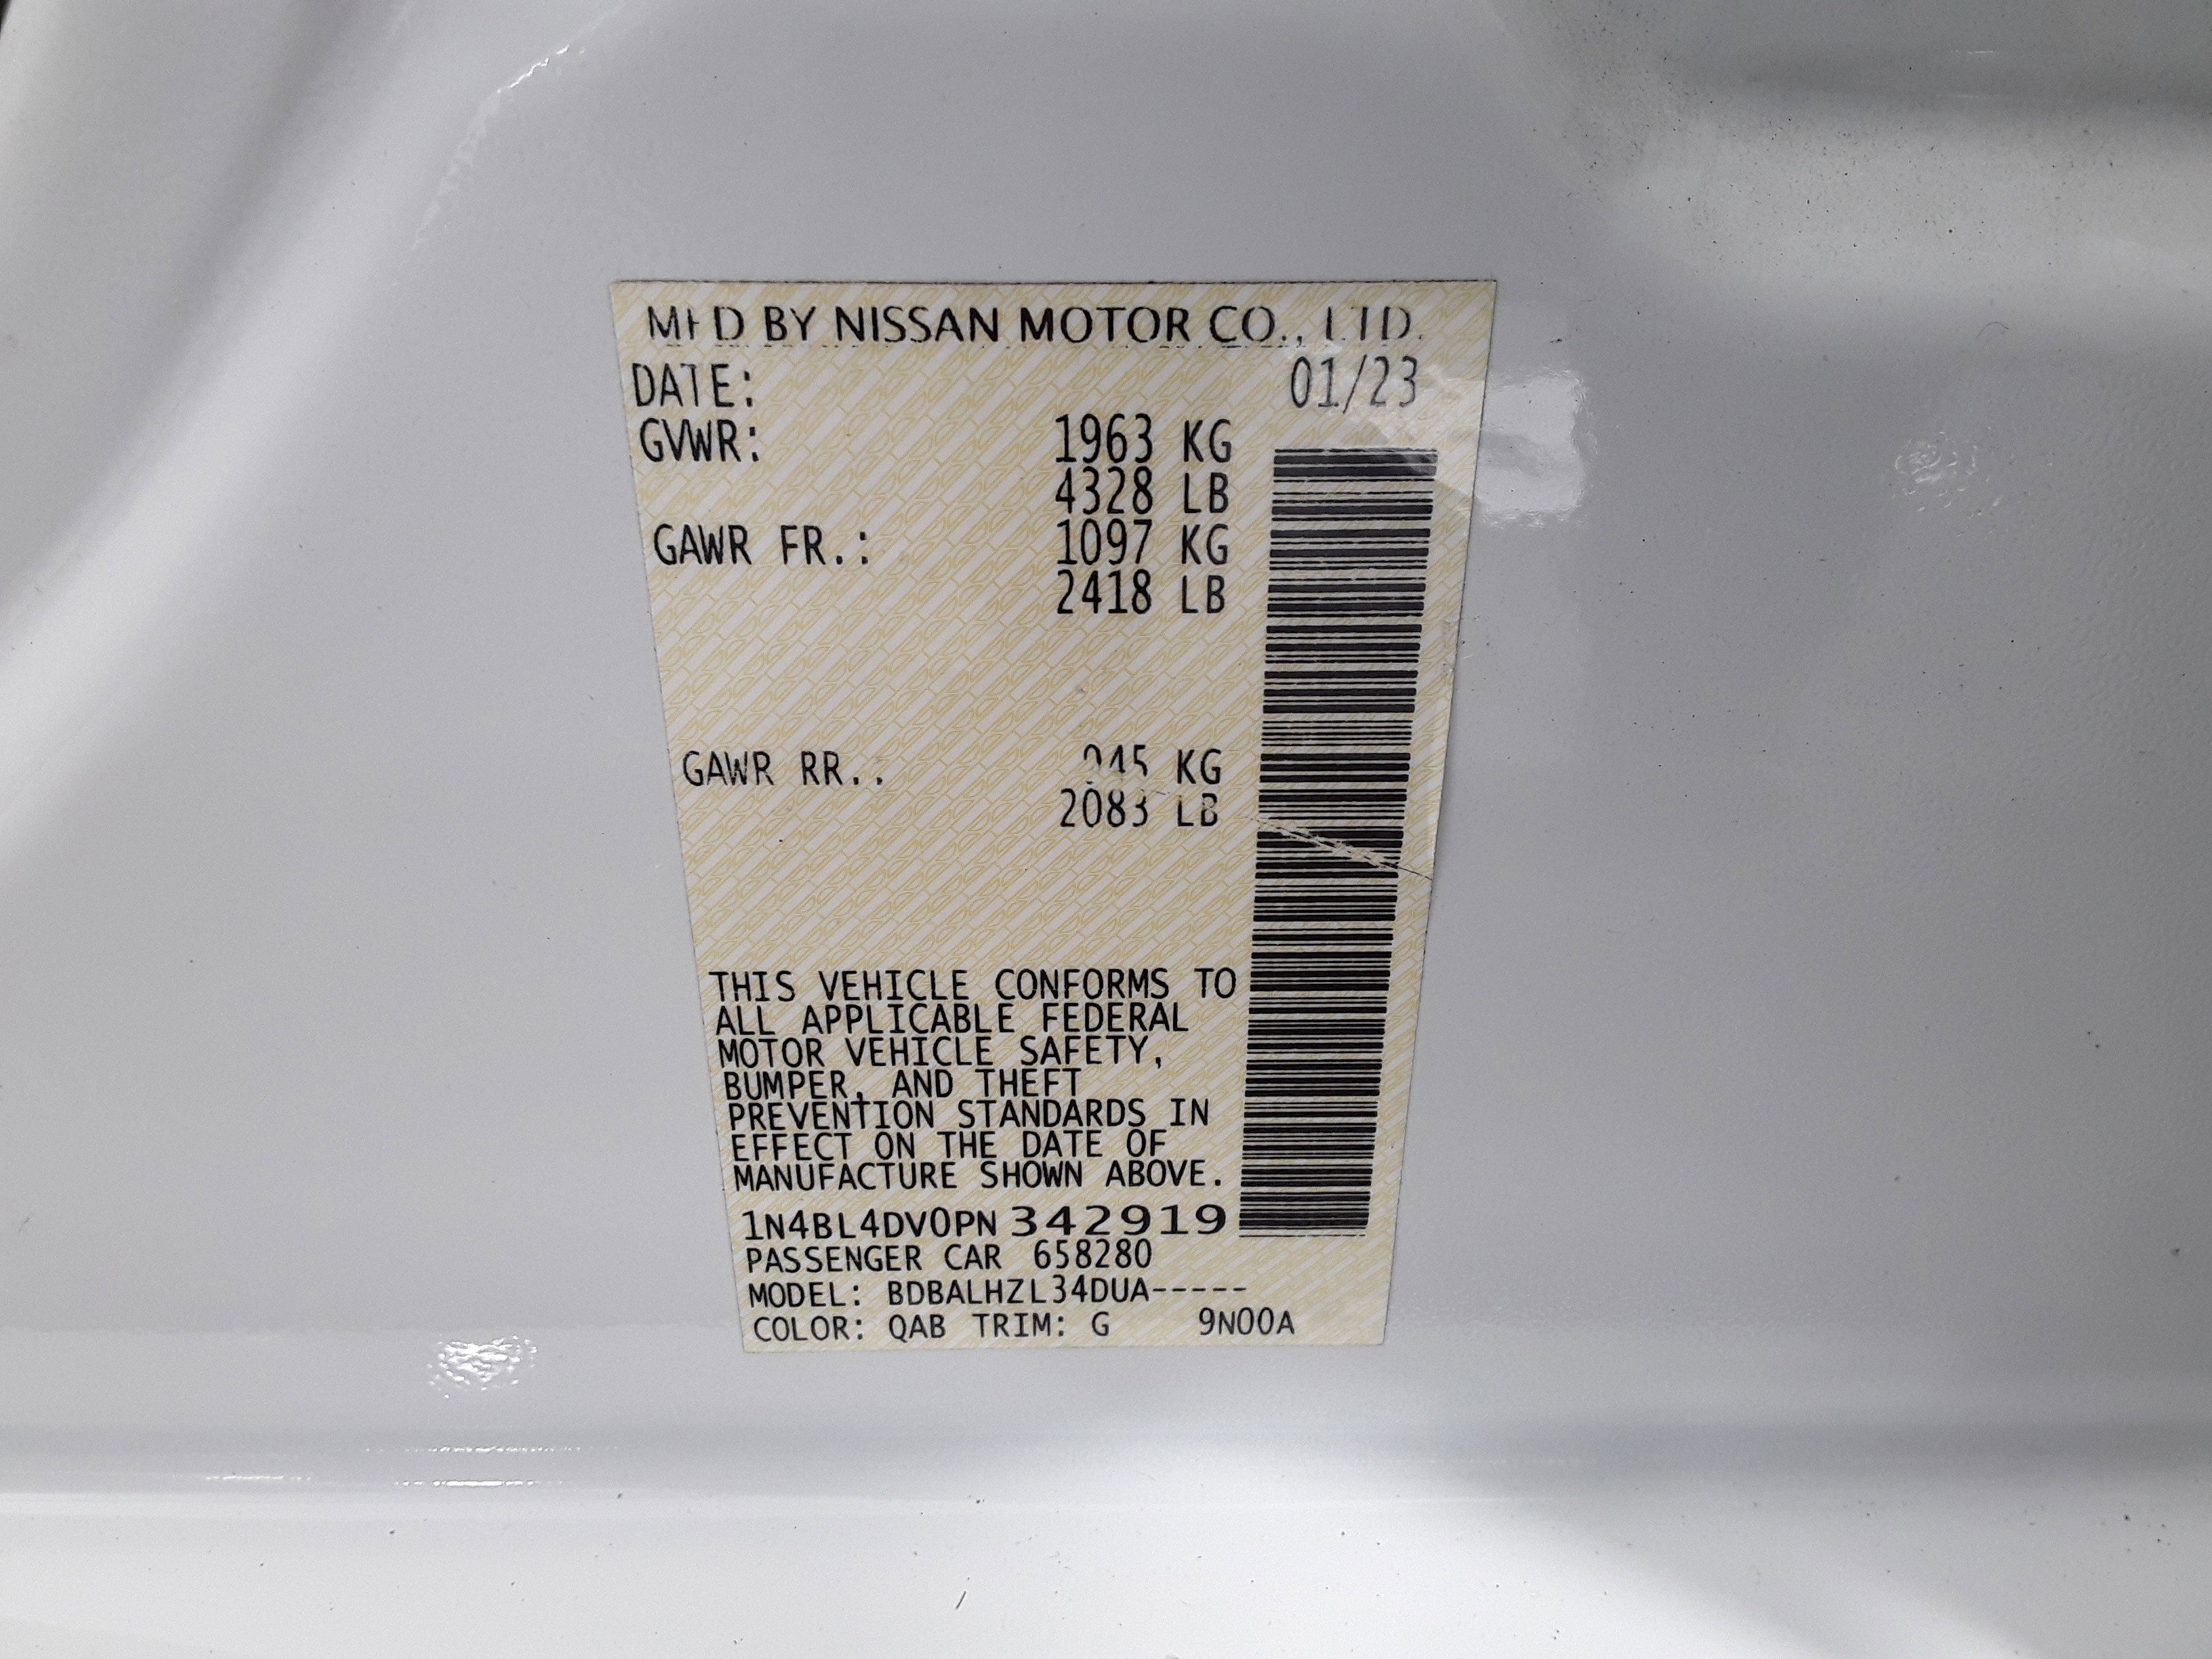 MFD BY NISSAN MOTOR CO., LTD.
DATE: 01/23
GVWR: 1963 KG
4328 LB
GAWR FR.: 1097 KG
2418 LB
GAWR RR.: 945 KG
2083 LB
THIS VEHICLE CONFORMS TO
ALL APPLICABLE FEDERAL
MOTOR VEHICLE SAFETY,
BUMPER, AND THEFT
PREVENTION STANDARDS IN
EFFECT ON THE DATE OF
MANUFACTURE SHOWN ABOVE.
1N4BL4DV0PN342919
PASSENGER CAR 658280
MODEL: BDBALHZL34DUA-----
COLOR: QAB TRIM: G 9N00A